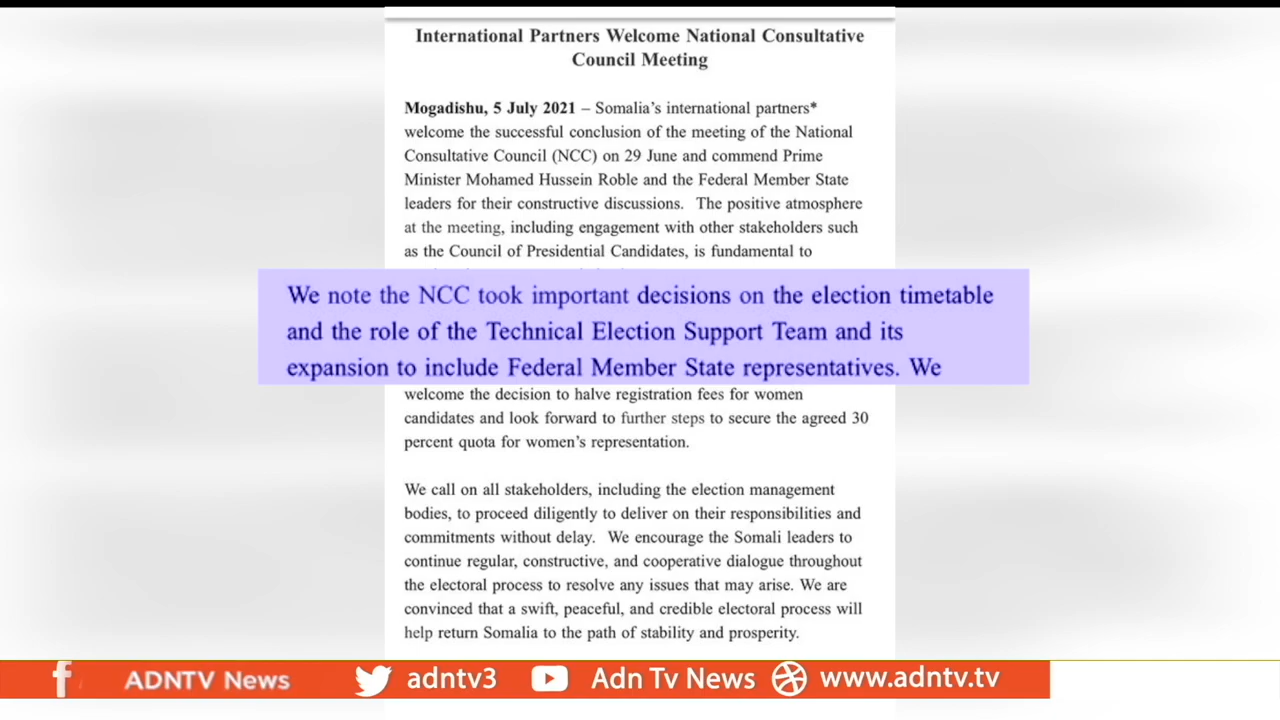 International Partners Welcome National Consultative
Council Meeting
Mogadishu, 5 July 2021 – Somalia's international partners*
welcome the successful conclusion of the meeting of the National
Consultative Council (NCC) on 29 June and commend Prime
Minister Mohamed Hussein Roble and the Federal Member State
leaders for their constructive discussions. The positive atmosphere
at the meeting, including engagement with other stakeholders such
as the Council of Presidential Candidates, is fundamental to
We note the NCC took important decisions on the election timetable
and the role of the Technical Election Support Team and its
expansion to include Federal Member State representatives. We
welcome the decision to halve registration fees for women
candidates and look forward to further steps to secure the agreed 30
percent quota for women's representation.
We call on all stakeholders, including the election management
bodies, to proceed diligently to deliver on their responsibilities and
commitments without delay. We encourage the Somali leaders to
continue regular, constructive, and cooperative dialogue throughout
the electoral process to resolve any issues that may arise. We are
convinced that a swift, peaceful, and credible electoral process will
help return Somalia to the path of stability and prosperity.
ADNTV News adntv3 Adn Tv News www.adntv.tv